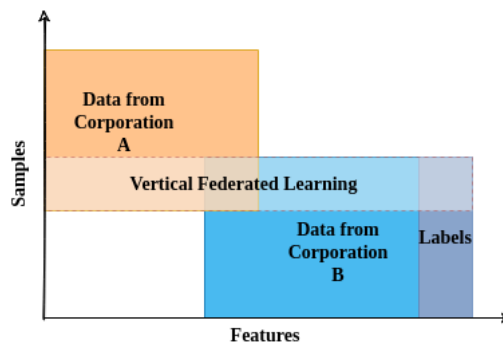 Data from
Corporation
A
Samples
Vertical Federated Learning
Data from
Corporation
B
Labels
Features